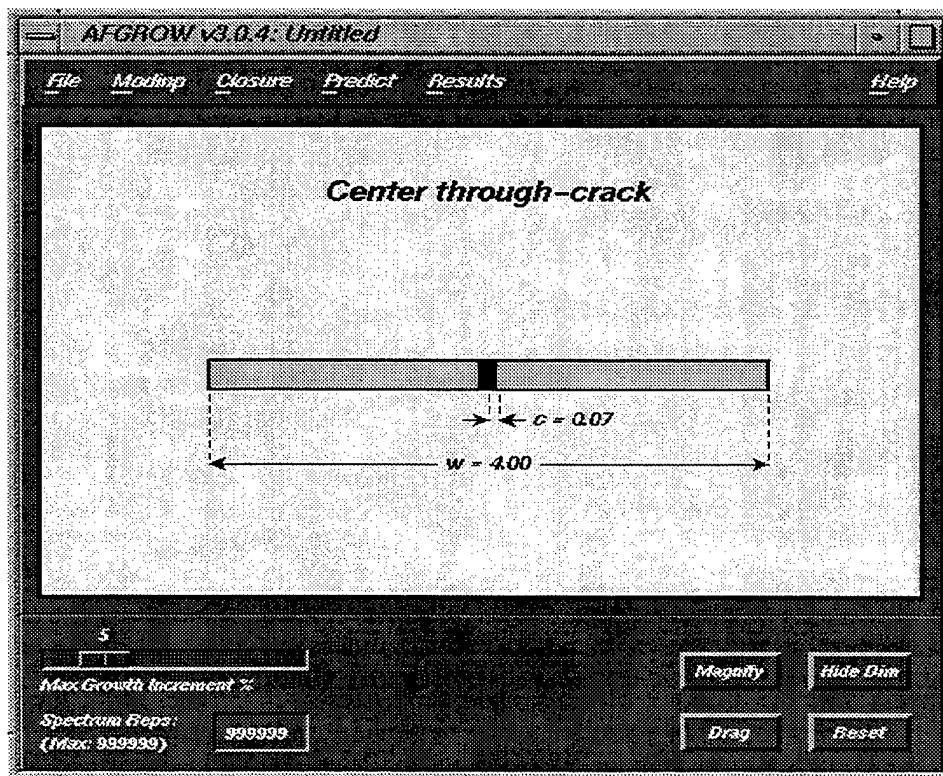 AFGROW v3.0.4: Untitled
File Moding Closure Predict Results Help
Center through-crack
c = 0.07
w = 4.00
5
Max Growth Increment %
Spectrum Reps:
(Max: 999999)
999999
Magnify Hide Dim
Drag Reset